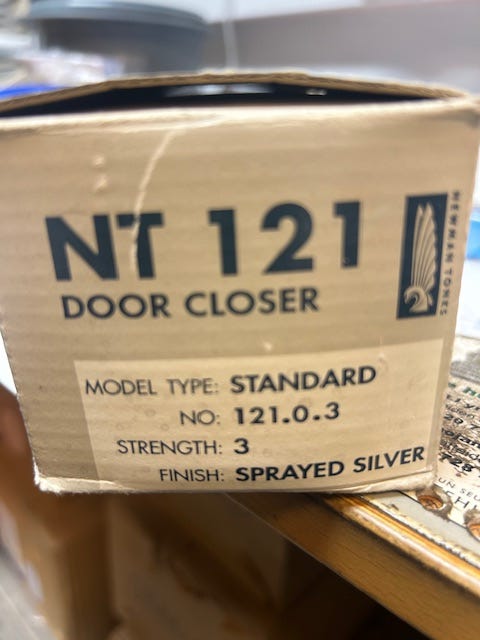 NT 121
DOOR CLOSER
NEWMAN TONKS
MODEL TYPE: STANDARD
NO: 121.0.3
STRENGTH: 3
FINISH: SPRAYED SILVER